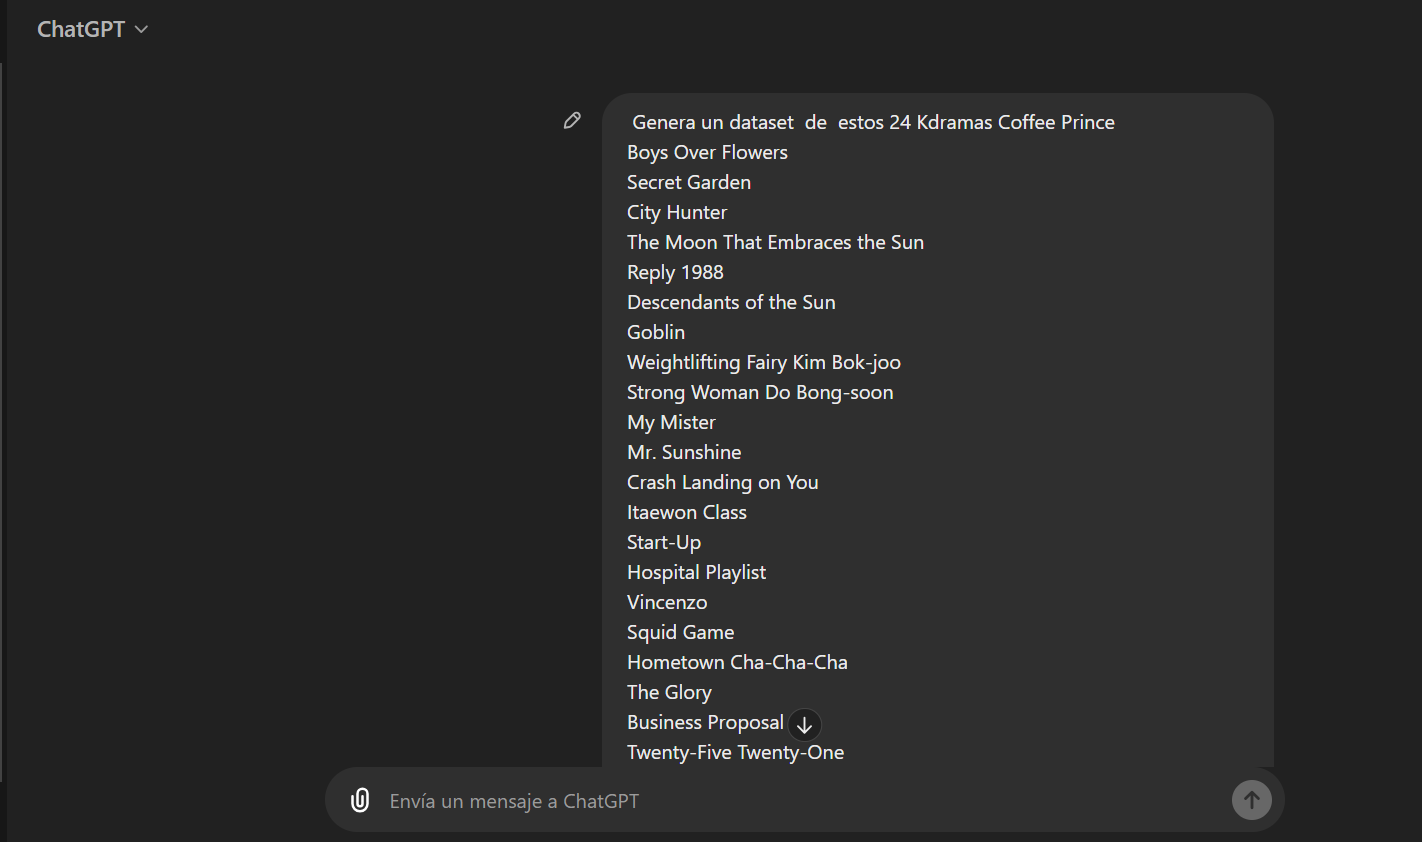 ChatGPT
Genera un dataset  de  estos 24 Kdramas Coffee Prince
Boys Over Flowers
Secret Garden
City Hunter
The Moon That Embraces the Sun
Reply 1988
Descendants of the Sun
Goblin
Weightlifting Fairy Kim Bok-joo
Strong Woman Do Bong-soon
My Mister
Mr. Sunshine
Crash Landing on You
Itaewon Class
Start-Up
Hospital Playlist
Vincenzo
Squid Game
Hometown Cha-Cha-Cha
The Glory
Business Proposal
Twenty-Five Twenty-One
Envía un mensaje a ChatGPT